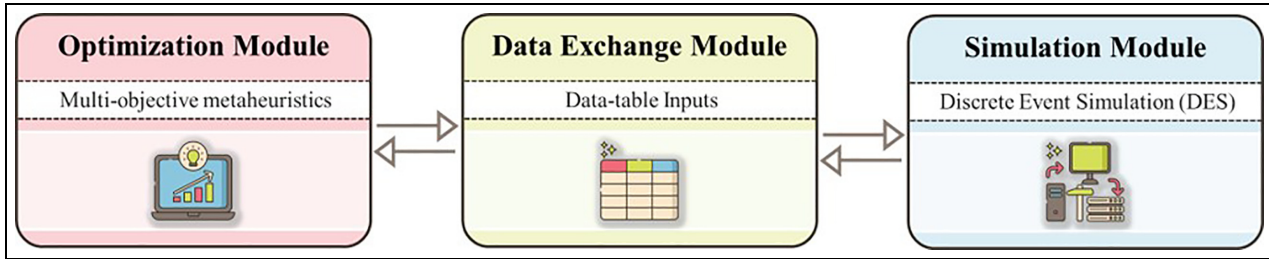 Optimization Module
Multi-objective metaheuristics
Data Exchange Module
Data-table Inputs
Simulation Module
Discrete Event Simulation (DES)